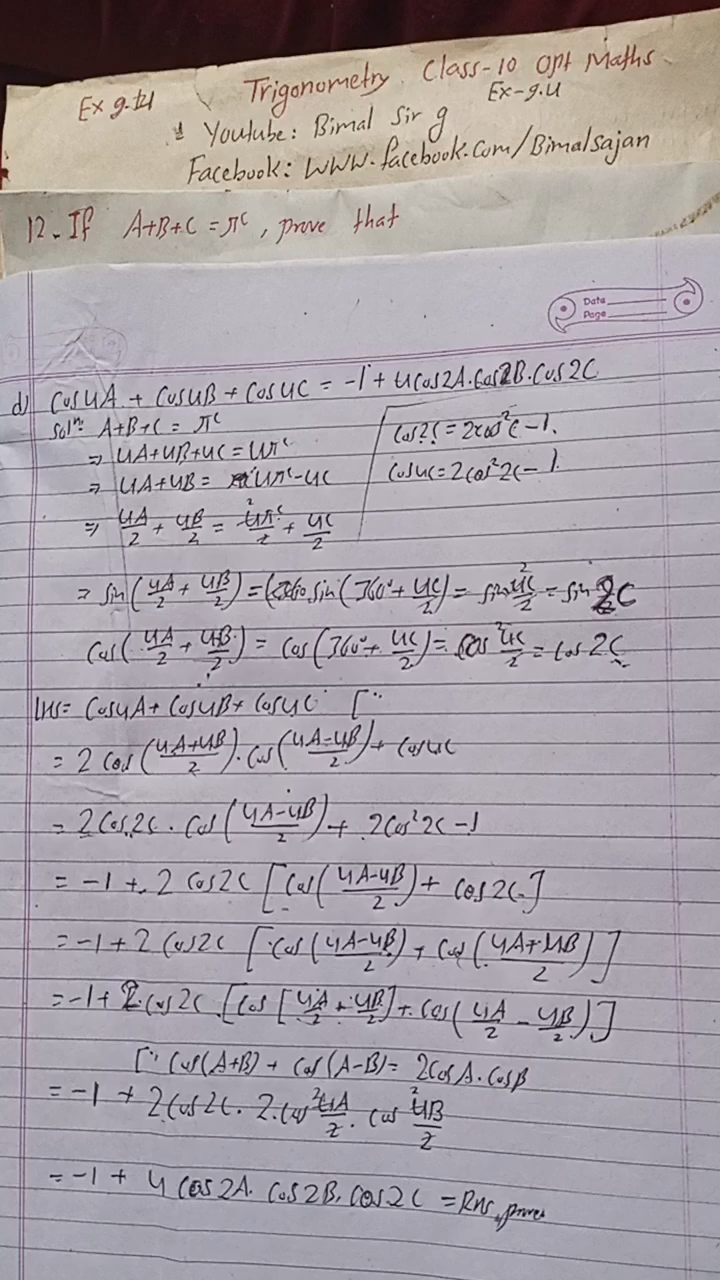 Ex 9.4
Trigonometry Class-10 Opt Maths
Ex-9.4
Youtube: Bimal Sir g
Facebook: WWW.facebook.Com/Bimalsajan
12. If A+B+C = πᶜ, prove that
Data
Page
d) Cos4A + Cos4B + Cos4C = -1 + 4Cos2A.Cos2B.Cos2C
Solⁿ: A+B+C = πᶜ
⇒ 4A+4B+4C = 4πᶜ
⇒ 4A+4B = 4πᶜ-4C
⇒ 4A/2 + 4B/2 = 4πᶜ/2 + 4C/2
Cos2C = 2cos²C-1.
Cos4C = 2cos²2C-1.
⇒ Sin(4A/2 + 4B/2) = Sin(360°+ 4C/2) = Sin 4C/2 = Sin 2C
Cos(4A/2 + 4B/2) = Cos(360°+ 4C/2) = Cos 4C/2 = Cos 2C
LHS = Cos4A + Cos4B + Cos4C [∵
= 2 Cos(4A+4B/2).Cos(4A-4B/2) + Cos4C
= 2Cos2C . Cos(4A-4B/2) + 2Cos²2C -1
= -1 + 2 Cos2C [Cos(4A-4B/2) + Cos2C]
= -1 + 2 Cos2C [Cos(4A-4B/2) + Cos(4A+4B/2)]
= -1 + 2.Cos2C [Cos[4A/2 + 4B/2] + Cos(4A/2 - 4B/2)]
[∵ Cos(A+B) + Cos(A-B) = 2CosA.CosB
= -1 + 2Cos2C. 2.Cos 4A/2 . Cos 4B/2
= -1 + 4 Cos2A. Cos2B. Cos2C = RHS, prove